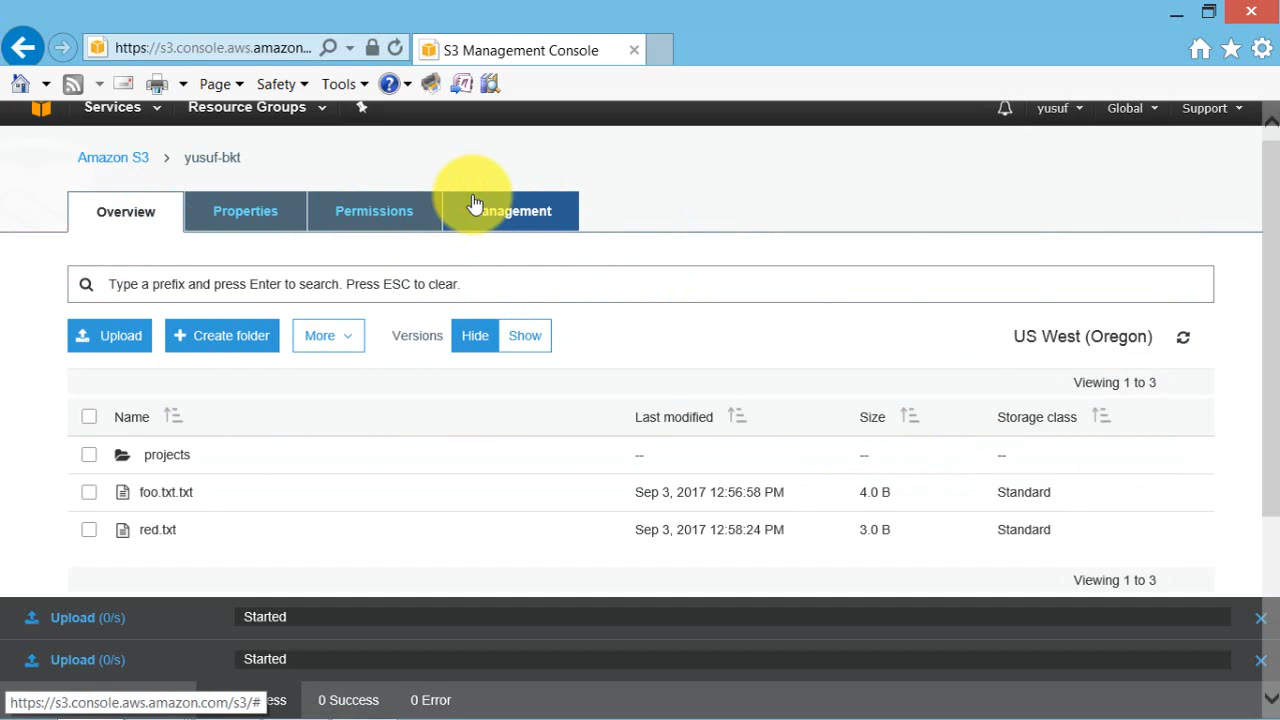 https://s3.console.aws.amazon...
S3 Management Console
Page
Safety
Tools
Services
Resource Groups
yusuf
Global
Support
Amazon S3
yusuf-bkt
Overview
Properties
Permissions
anagement
Type a prefix and press Enter to search. Press ESC to clear.
Upload
Create folder
More
Versions
Hide
Show
US West (Oregon)
Viewing 1 to 3
Name
Last modified
Size
Storage class
projects
--
--
--
foo.txt.txt
Sep 3, 2017 12:56:58 PM
4.0 B
Standard
red.txt
Sep 3, 2017 12:58:24 PM
3.0 B
Standard
Viewing 1 to 3
Upload (0/s)
Started
Upload (0/s)
Started
https://s3.console.aws.amazon.com/s3/#
ess
0 Success
0 Error